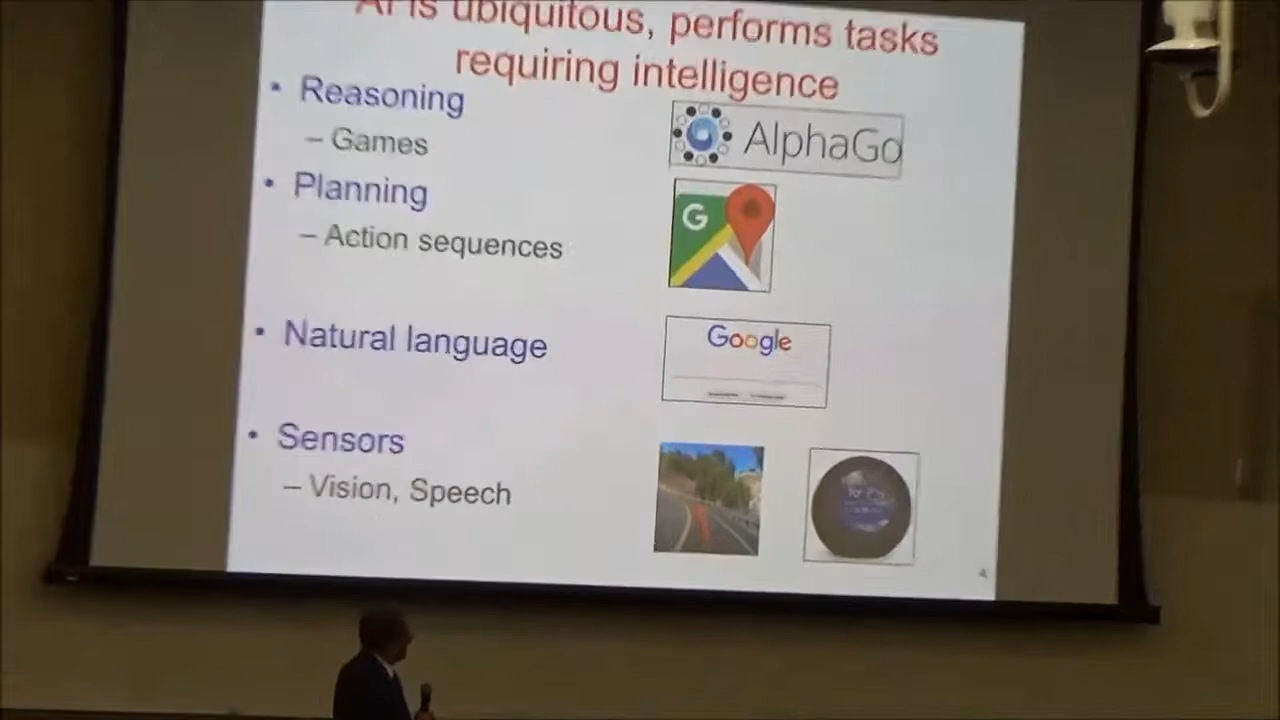 AI is ubiquitous, performs tasks
requiring intelligence
• Reasoning
– Games
AlphaGo
• Planning
– Action sequences
G
• Natural language
Google
• Sensors
– Vision, Speech
4